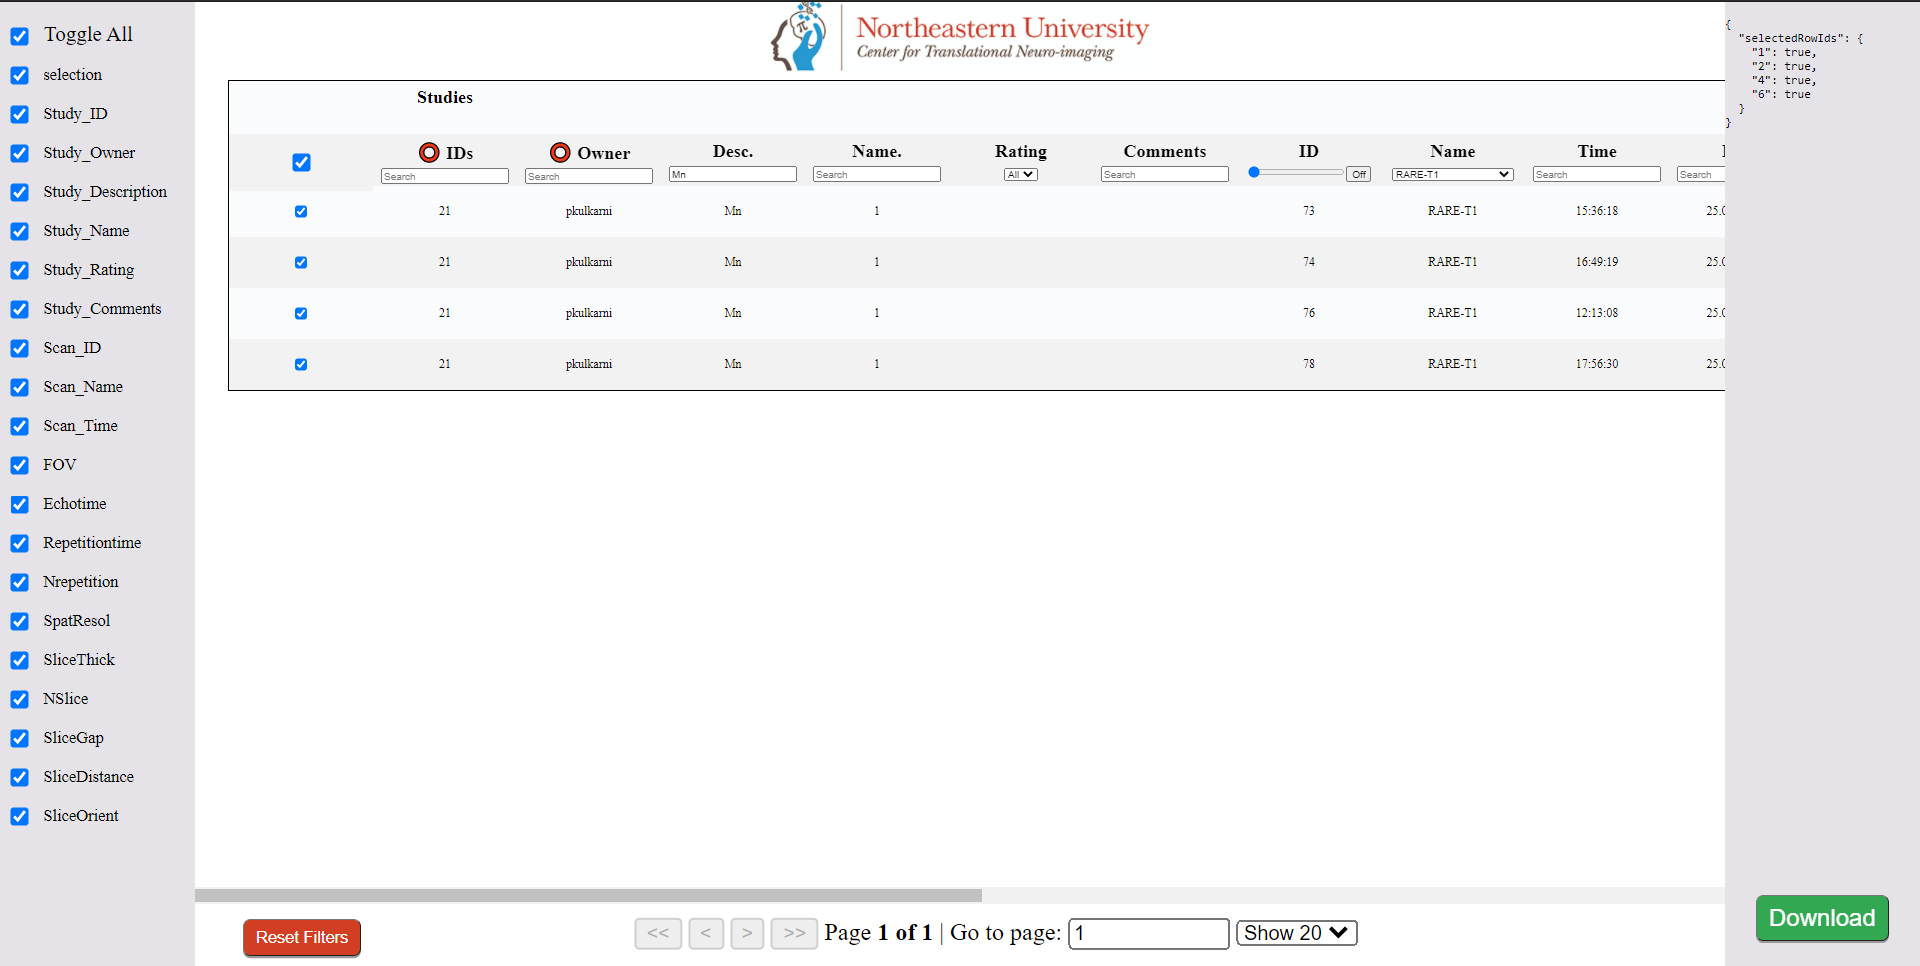 Toggle All
selection
Study_ID
Study_Owner
Study_Description
Study_Name
Study_Rating
Study_Comments
Scan_ID
Scan_Name
Scan_Time
FOV
Echotime
Repetitiontime
Nrepetition
SpatResol
SliceThick
NSlice
SliceGap
SliceDistance
SliceOrient
π
Northeastern University
Center for Translational Neuro-imaging
Studies
IDs Owner Desc. Name. Rating Comments ID Name Time
Search Search Mn Search All Search Off RARE-T1 Search Search
21 pkulkarni Mn 1 73 RARE-T1 15:36:18 25.0
21 pkulkarni Mn 1 74 RARE-T1 16:49:19 25.0
21 pkulkarni Mn 1 76 RARE-T1 12:13:08 25.0
21 pkulkarni Mn 1 78 RARE-T1 17:56:30 25.0
Reset Filters
<< < > >> Page 1 of 1 | Go to page: 1 Show 20
{
"selectedRowIds": {
"1": true,
"2": true,
"4": true,
"6": true
}
}
Download